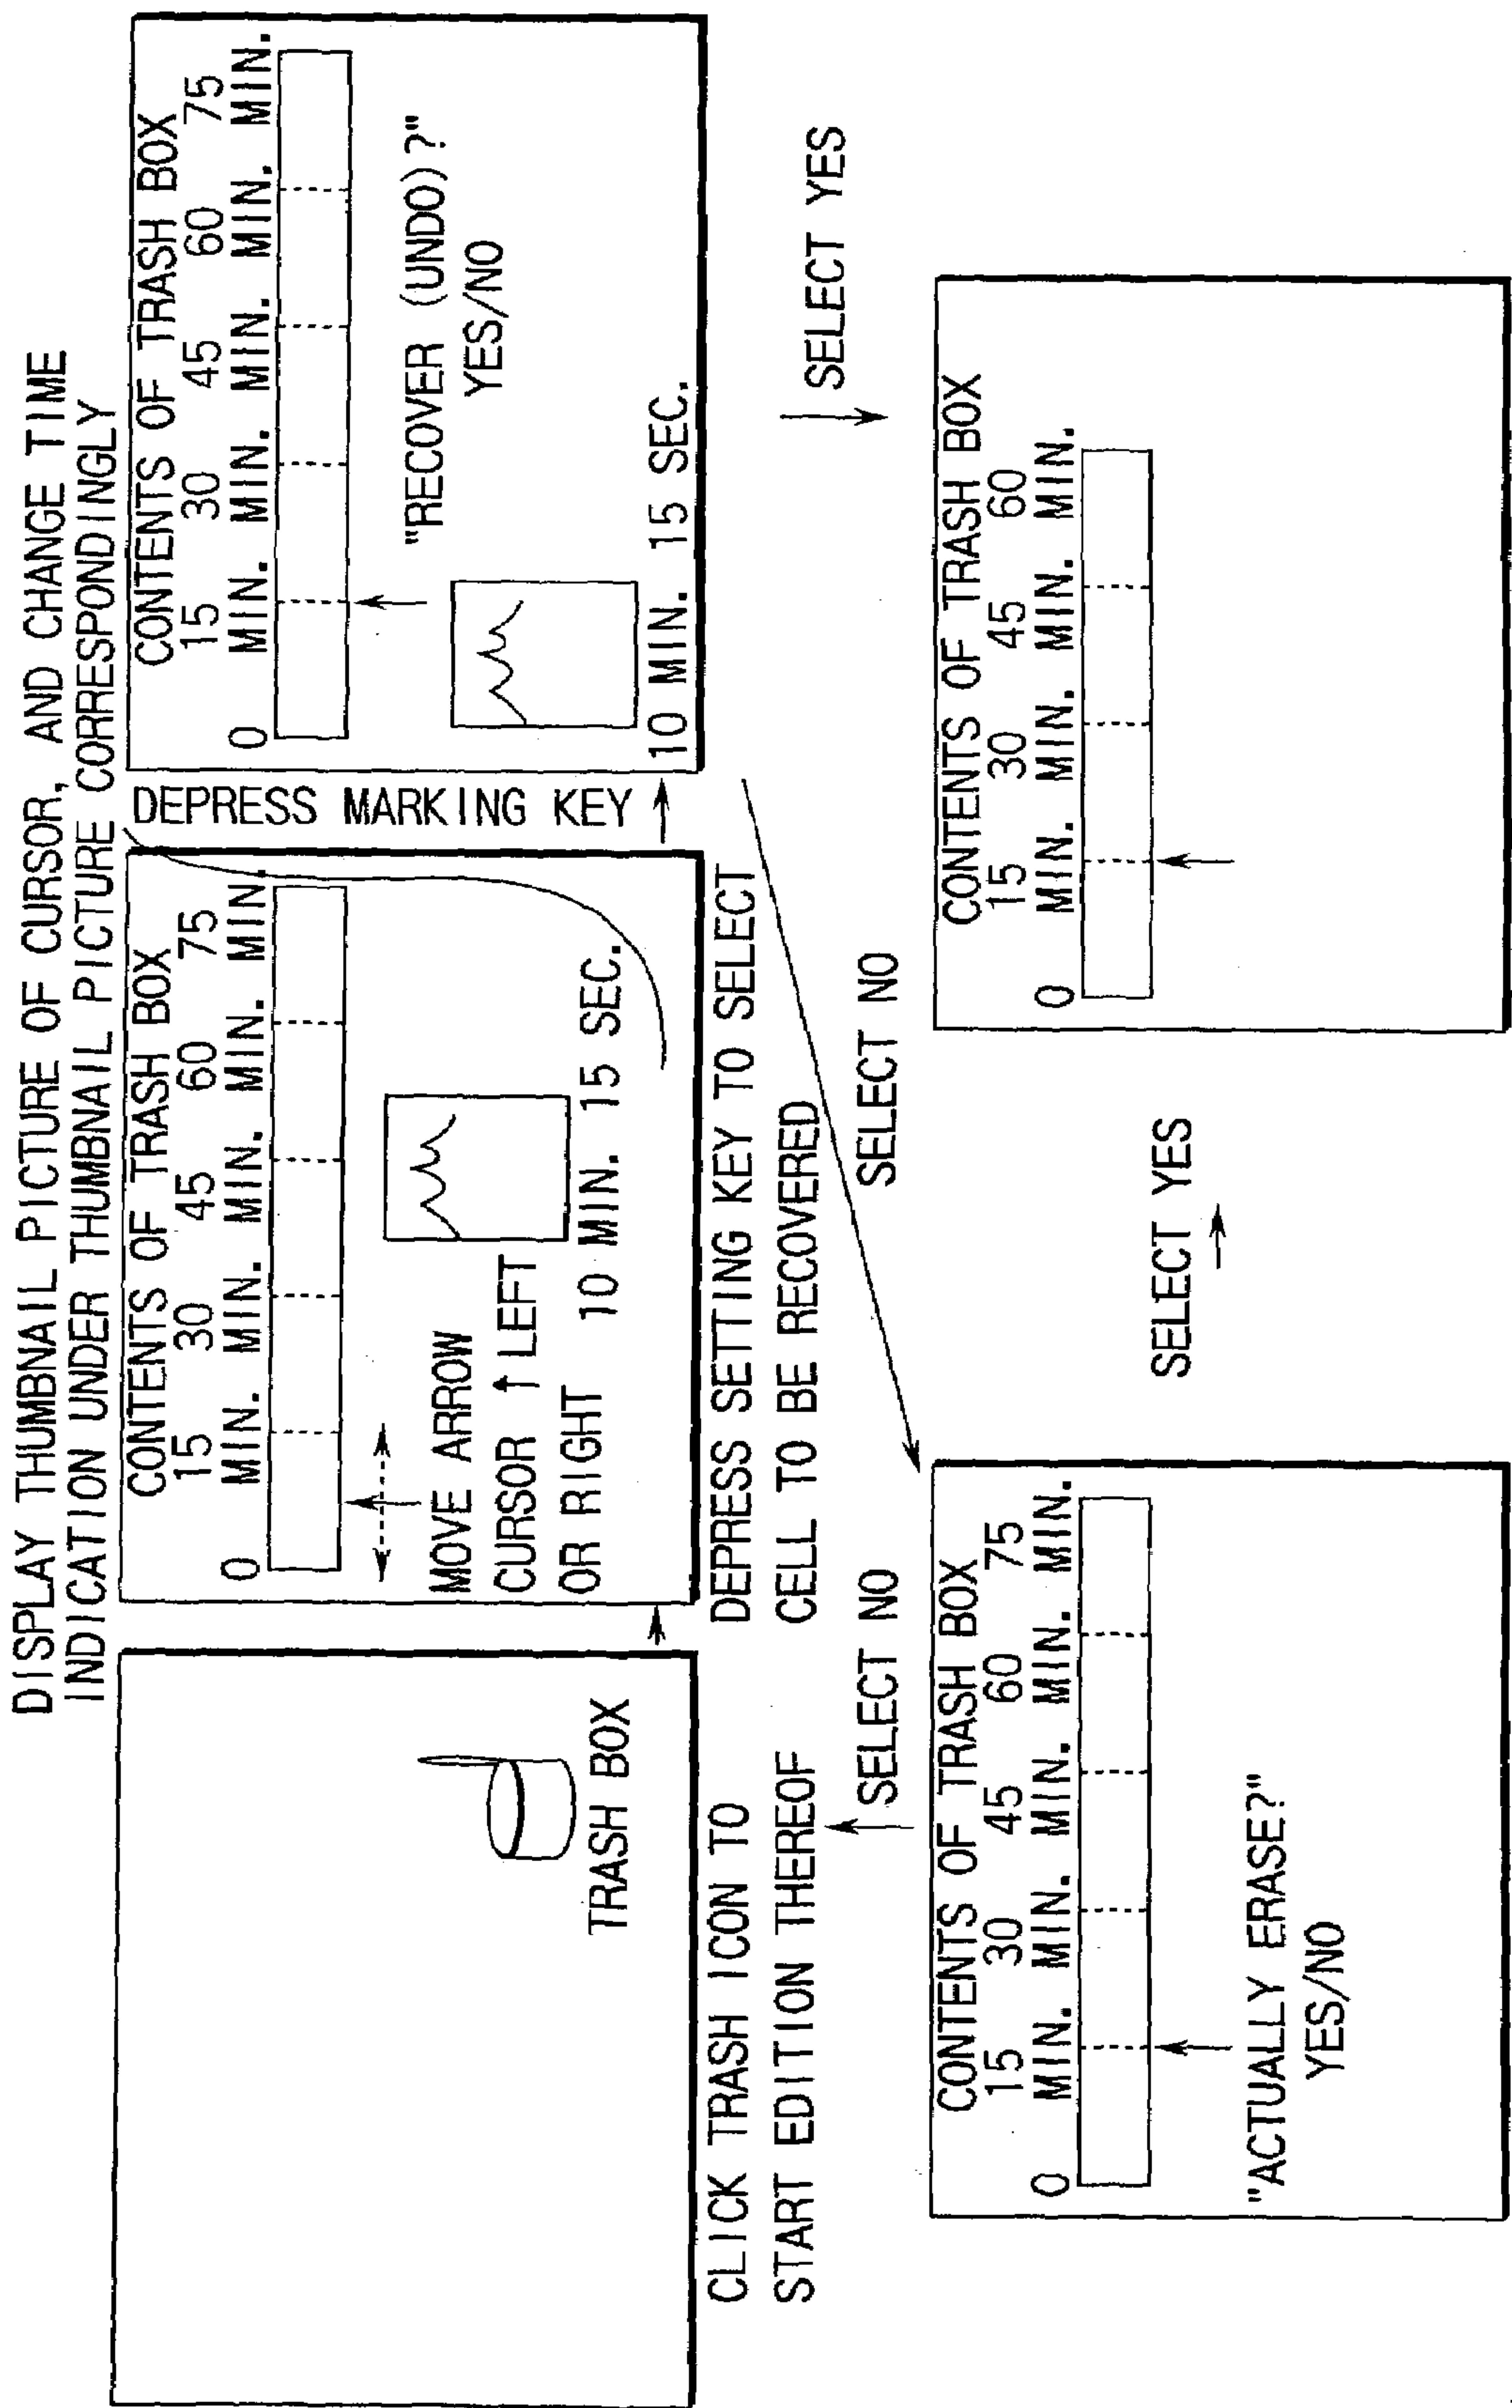 DISPLAY THUMBNAIL PICTURE OF CURSOR, AND CHANGE TIME
INDICATION UNDER THUMBNAIL PICTURE CORRESPONDINGLY
TRASH BOX
CLICK TRASH ICON TO
START EDITION THEREOF
CONTENTS OF TRASH BOX
15 30 45 60 75
0 MIN. MIN. MIN. MIN. MIN.
MOVE ARROW
CURSOR ↑ LEFT
OR RIGHT
10 MIN. 15 SEC.
DEPRESS SETTING KEY TO SELECT
CELL TO BE RECOVERED
DEPRESS MARKING KEY
CONTENTS OF TRASH BOX
15 30 45 60 75
0 MIN. MIN. MIN. MIN. MIN.
"RECOVER (UNDO)?"
YES/NO
10 MIN. 15 SEC.
SELECT NO
SELECT NO
SELECT YES
CONTENTS OF TRASH BOX
15 30 45 60 75
0 MIN. MIN. MIN. MIN. MIN.
"ACTUALLY ERASE?"
YES/NO
SELECT YES
CONTENTS OF TRASH BOX
15 30 45 60
0 MIN. MIN. MIN. MIN.